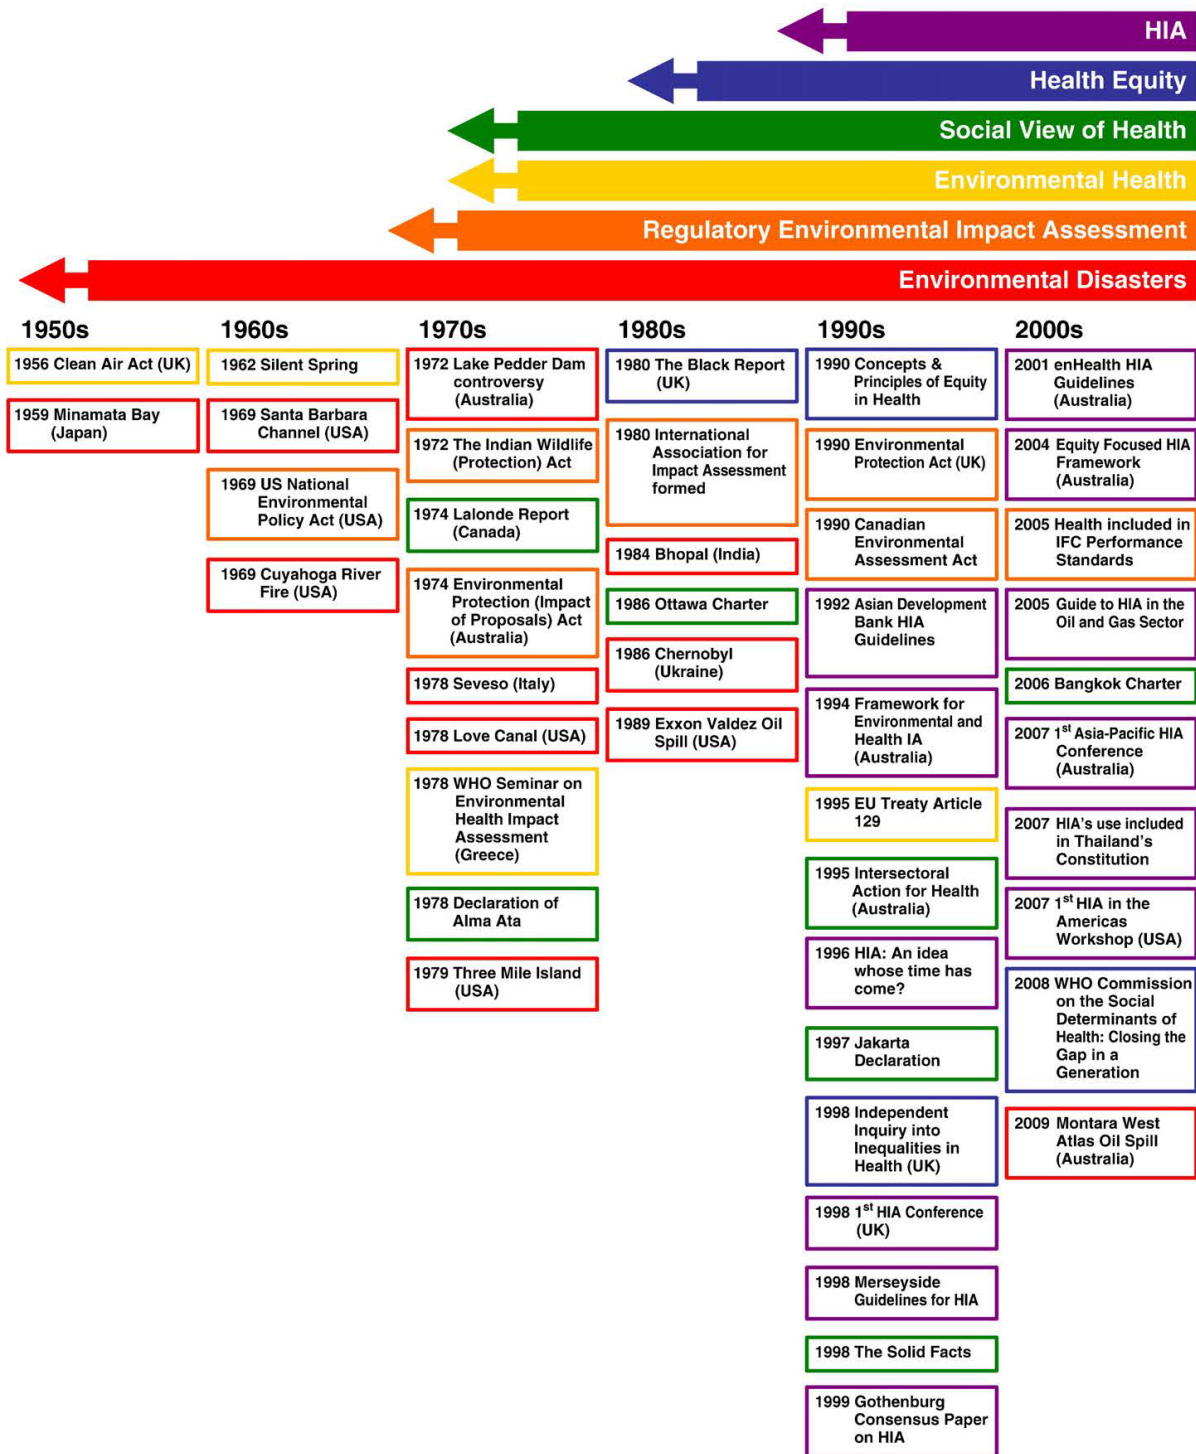 HIA
Health Equity
Social View of Health
Environmental Health
Regulatory Environmental Impact Assessment
Environmental Disasters
1950s
1956 Clean Air Act (UK)
1959 Minamata Bay
(Japan)
1960s
1962 Silent Spring
1969 Santa Barbara
Channel (USA)
1969 US National
Environmental
Policy Act (USA)
1969 Cuyahoga River
Fire (USA)
1970s
1972 Lake Pedder Dam
controversy
(Australia)
1972 The Indian Wildlife
(Protection) Act
1974 Lalonde Report
(Canada)
1974 Environmental
Protection (Impact
of Proposals) Act
(Australia)
1978 Seveso (Italy)
1978 Love Canal (USA)
1978 WHO Seminar on
Environmental
Health Impact
Assessment
(Greece)
1978 Declaration of
Alma Ata
1979 Three Mile Island
(USA)
1980s
1980 The Black Report
(UK)
1980 International
Association for
Impact Assessment
formed
1984 Bhopal (India)
1986 Ottawa Charter
1986 Chernobyl
(Ukraine)
1989 Exxon Valdez Oil
Spill (USA)
1990s
1990 Concepts &
Principles of Equity
in Health
1990 Environmental
Protection Act (UK)
1990 Canadian
Environmental
Assessment Act
1992 Asian Development
Bank HIA
Guidelines
1994 Framework for
Environmental and
Health IA
(Australia)
1995 EU Treaty Article
129
1995 Intersectoral
Action for Health
(Australia)
1996 HIA: An idea
whose time has
come?
1997 Jakarta
Declaration
1998 Independent
Inquiry into
Inequalities in
Health (UK)
1998 1st HIA Conference
(UK)
1998 Merseyside
Guidelines for HIA
1998 The Solid Facts
1999 Gothenburg
Consensus Paper
on HIA
2000s
2001 enHealth HIA
Guidelines
(Australia)
2004 Equity Focused HIA
Framework
(Australia)
2005 Health included in
IFC Performance
Standards
2005 Guide to HIA in the
Oil and Gas Sector
2006 Bangkok Charter
2007 1st Asia-Pacific HIA
Conference
(Australia)
2007 HIA's use included
in Thailand's
Constitution
2007 1st HIA in the
Americas
Workshop (USA)
2008 WHO Commission
on the Social
Determinants of
Health: Closing the
Gap in a
Generation
2009 Montara West
Atlas Oil Spill
(Australia)